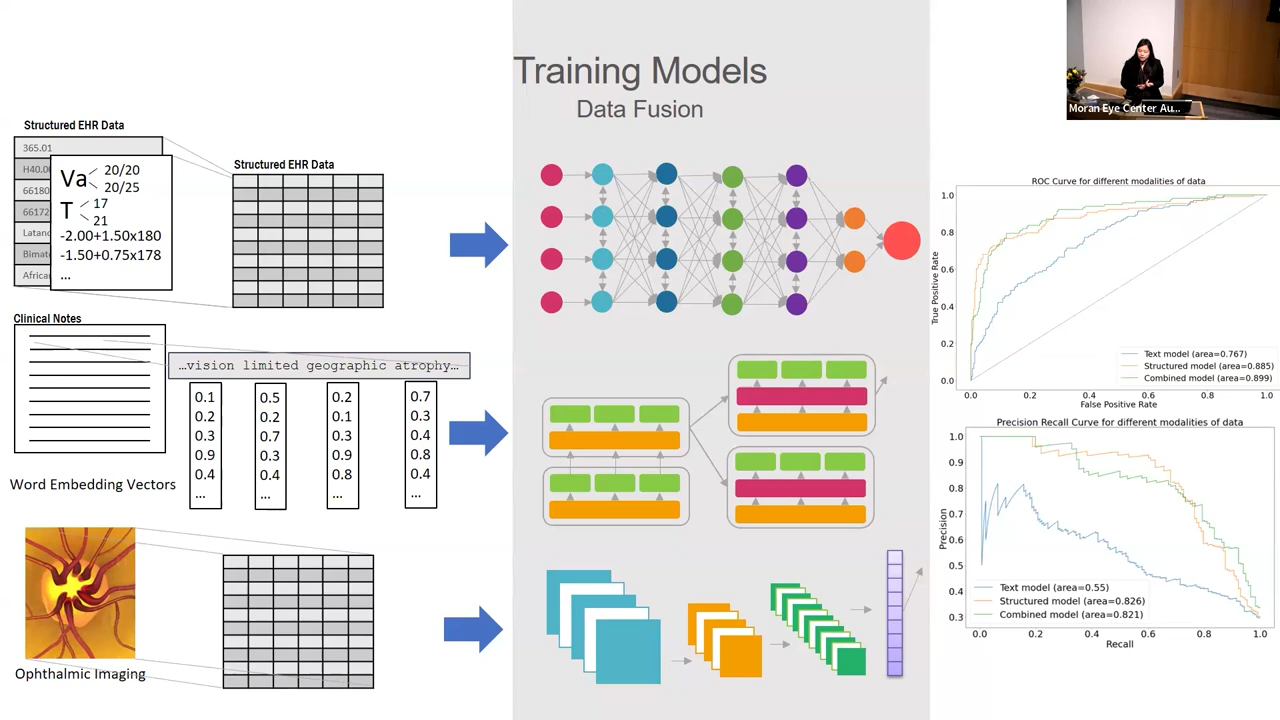 Training Models
Data Fusion
Moran Eye Center Au...
Structured EHR Data
365.01
H40.0
66180
66172
Latan
Bimat
Africa
Va
20/20
20/25
T
17
21
-2.00+1.50x180
-1.50+0.75x178
...
Structured EHR Data
Clinical Notes
...vision limited geographic atrophy...
0.1 0.5 0.2 0.7
0.2 0.2 0.1 0.3
0.3 0.7 0.3 0.4
0.9 0.3 0.9 0.8
0.4 0.4 0.8 0.4
... ... ... ...
Word Embedding Vectors
Ophthalmic Imaging
ROC Curve for different modalities of data
True Positive Rate
1.0
0.8
0.6
0.4
0.2
0.0
Text model (area=0.767)
Structured model (area=0.885)
Combined model (area=0.899)
0.0 0.2 0.4 0.6 0.8 1.0
False Positive Rate
Precision Recall Curve for different modalities of data
Precision
1.0
0.9
0.8
0.7
0.6
0.5
0.4
0.3
Text model (area=0.55)
Structured model (area=0.826)
Combined model (area=0.821)
0.0 0.2 0.4 0.6 0.8 1.0
Recall